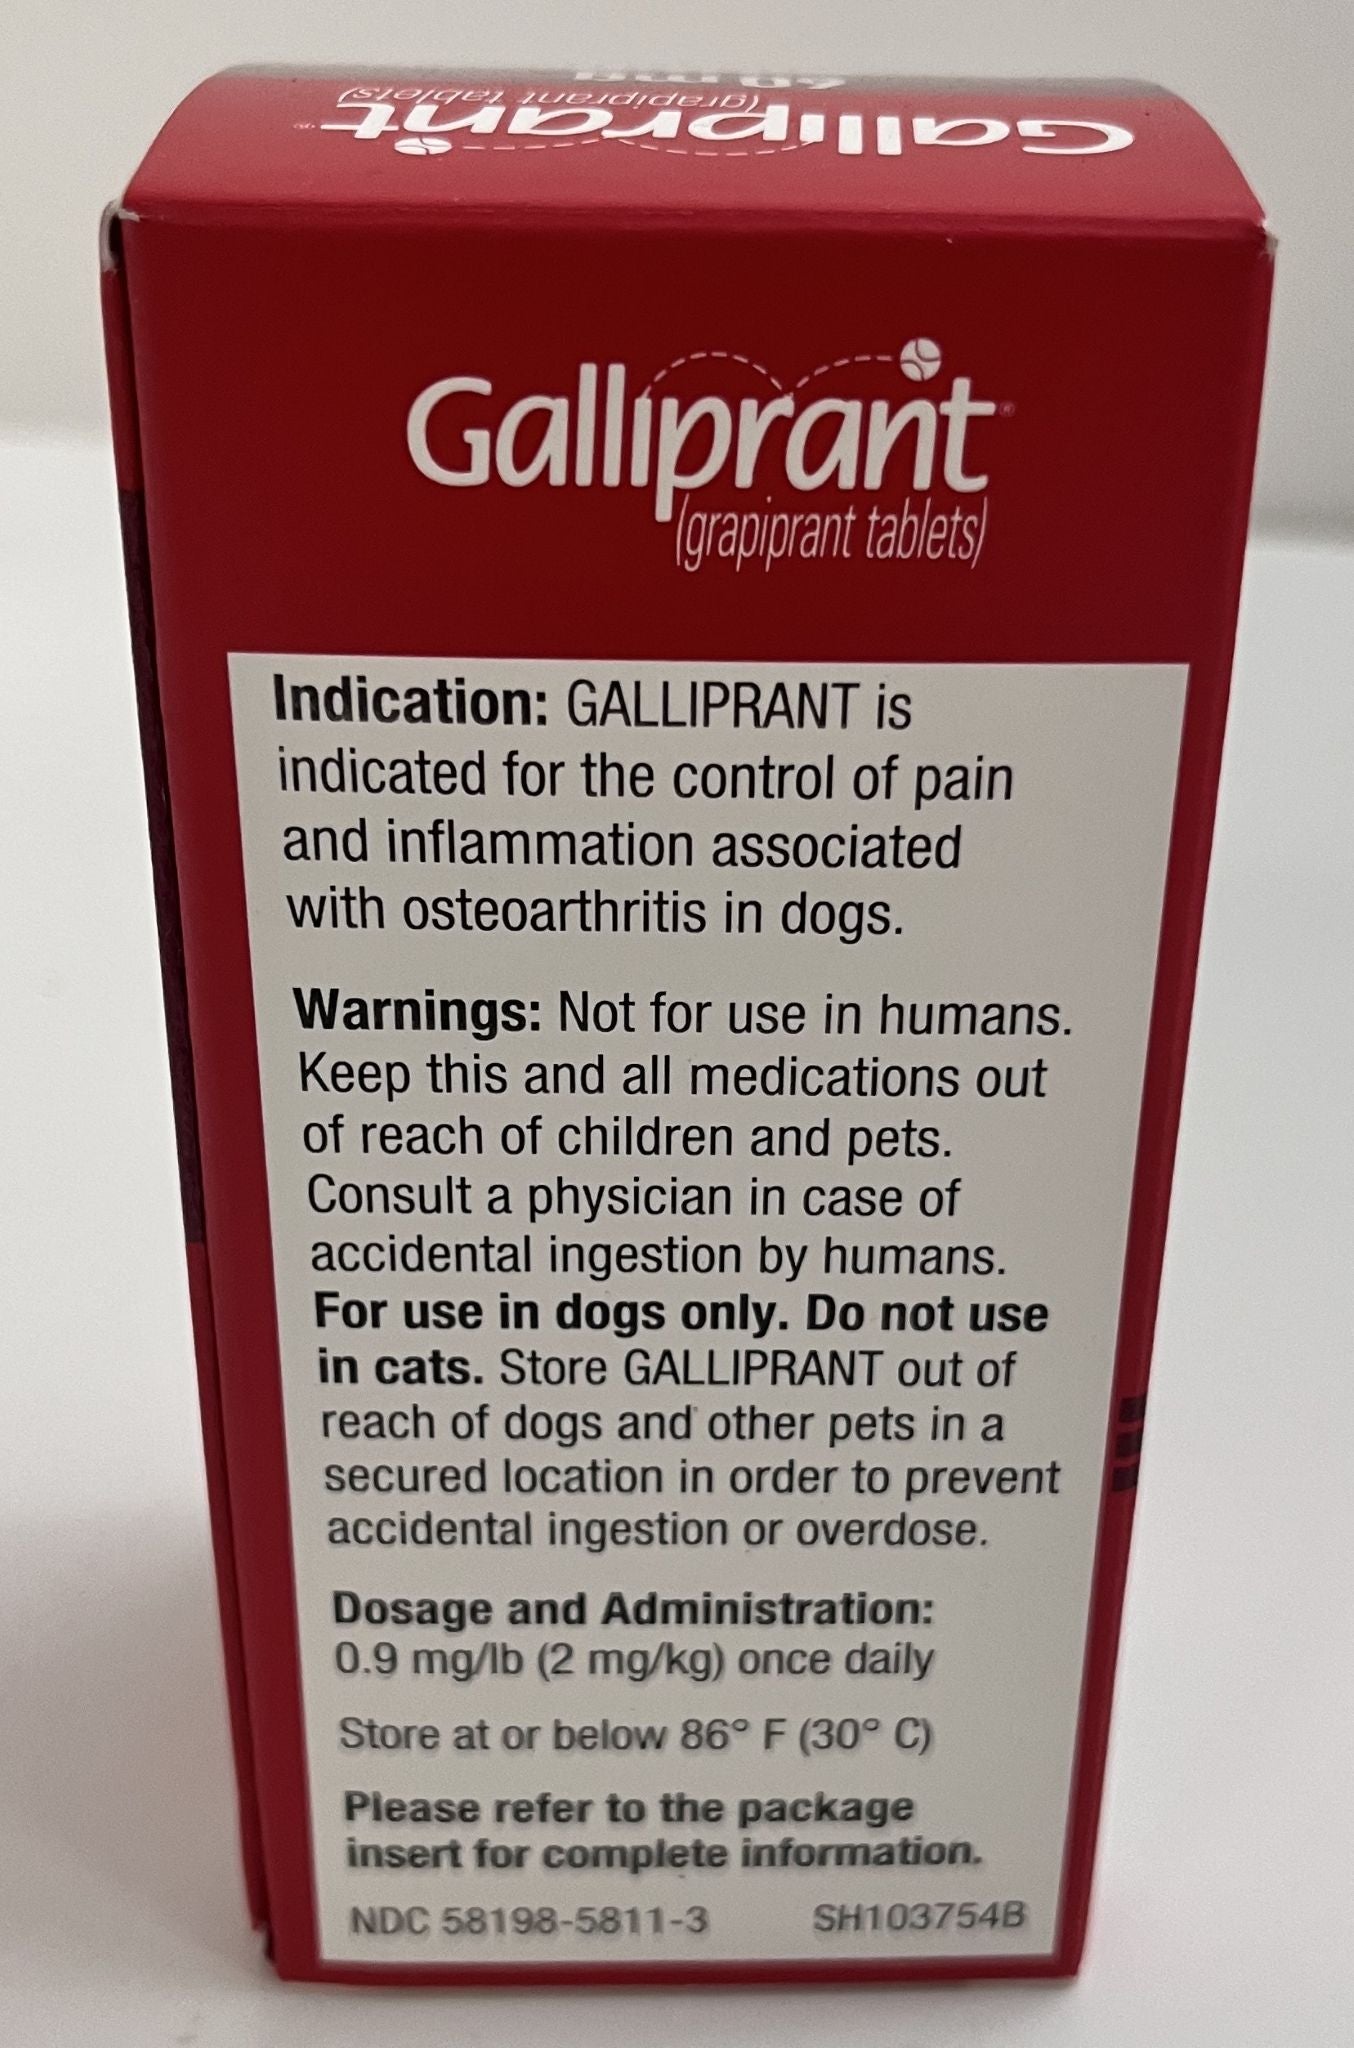 60 mg
(grapiprant tablets)
Galliprant®
Galliprant®
(grapiprant tablets)
Indication: GALLIPRANT is
indicated for the control of pain
and inflammation associated
with osteoarthritis in dogs.
Warnings: Not for use in humans.
Keep this and all medications out
of reach of children and pets.
Consult a physician in case of
accidental ingestion by humans.
For use in dogs only. Do not use
in cats. Store GALLIPRANT out of
reach of dogs and other pets in a
secured location in order to prevent
accidental ingestion or overdose.
Dosage and Administration:
0.9 mg/lb (2 mg/kg) once daily
Store at or below 86° F (30° C)
Please refer to the package
insert for complete information.
NDC 58198-5811-3 SH103754B